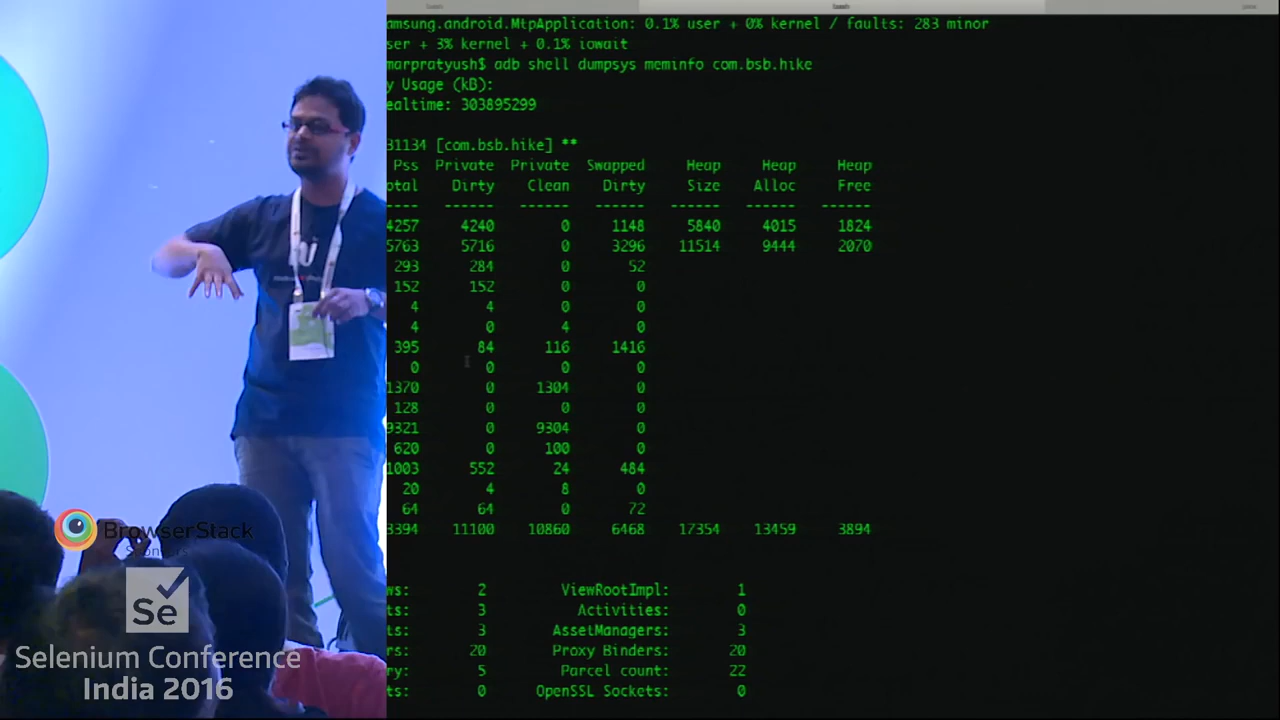 amsung.android.MtpApplication: 0.1% user + 0% kernel / faults: 283 minor
ser + 3% kernel + 0.1% iowait
marpratyush$ adb shell dumpsys meminfo com.bsb.hike
y Usage (kB):
ealtime: 303895299
31134 [com.bsb.hike] **
Pss Private Private Swapped Heap Heap Heap
otal Dirty Clean Dirty Size Alloc Free
---- ------ ------ ------ ------ ------ ------
4257 4240 0 1148 5840 4015 1824
5763 5716 0 3296 11514 9444 2070
293 284 0 52
152 152 0 0
4 4 0 0
4 0 4 0
395 84 116 1416
0 0 0 0
1370 0 1304 0
128 0 0 0
9321 0 9304 0
620 0 100 0
1003 552 24 484
20 4 8 0
64 64 0 72
3394 11100 10860 6468 17354 13459 3894
ws: 2 ViewRootImpl: 1
ts: 3 Activities: 0
ts: 3 AssetManagers: 3
rs: 20 Proxy Binders: 20
ry: 5 Parcel count: 22
ts: 0 OpenSSL Sockets: 0
BrowserStack
Se
Selenium Conference
India 2016